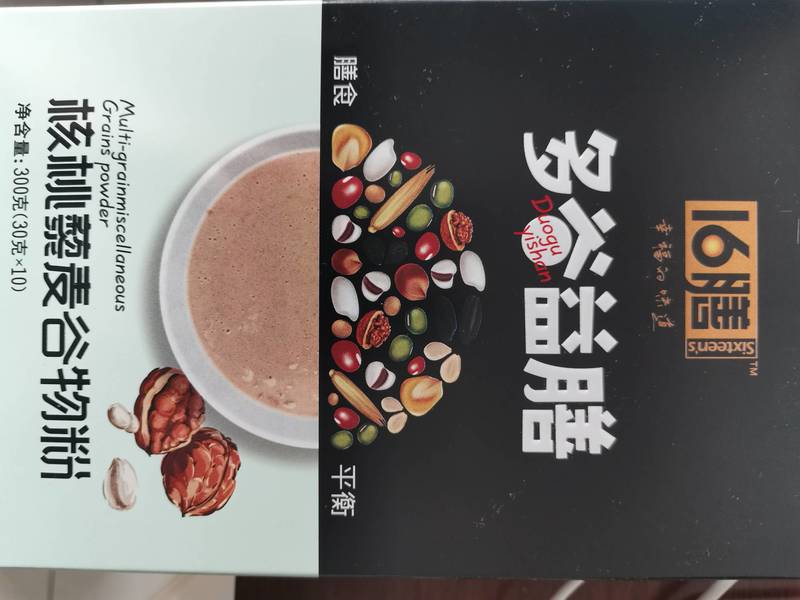 16膳
Sixteen's
TM
幸福的味道
多谷益膳
Duogu
yishan
膳食
平衡
Multi-grainmiscellaneous
Grains powder
核桃藜麦谷物粉
净含量:300克(30克×10)